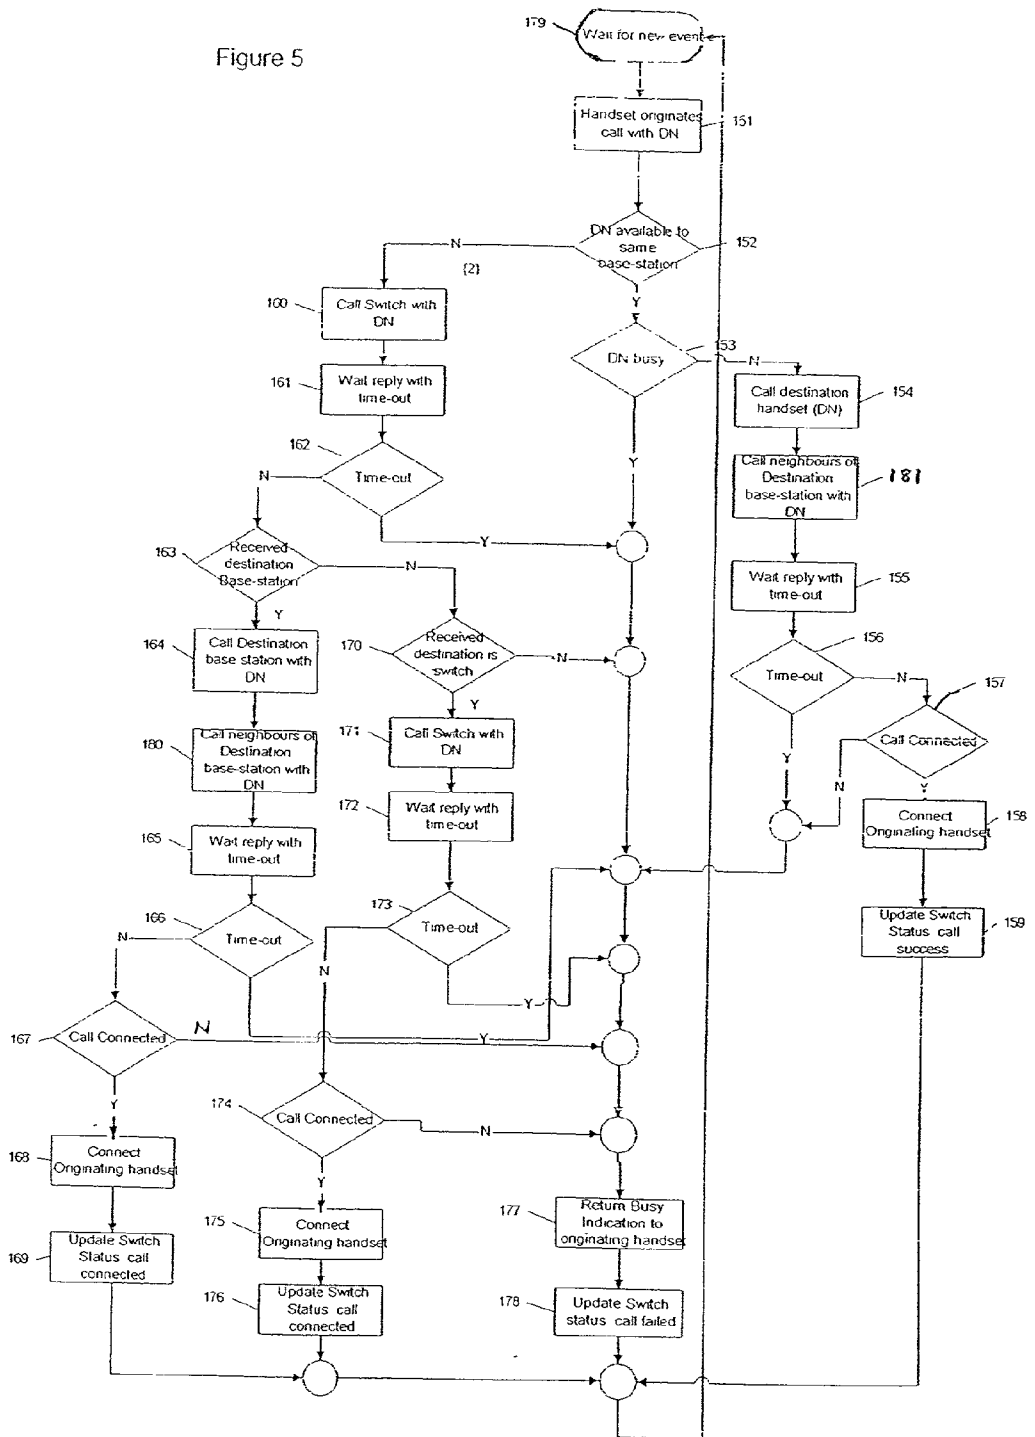 Figure 5
179
Wait for new event
Handset originates
call with DN
151
DN available to
same
base-station
152
N
{2}
Y
160
Call Switch with
DN
153
DN busy
N
161
Wait reply with
time-out
Call destination
handset (DN)
154
162
Time-out
N
Y
Y
Call neighbours of
Destination
base-station with
DN
181
163
Received
destination
Base-station
N
Y
Wait reply with
time-out
155
164
Call Destination
base station with
DN
170
Received
destination is
switch
N
Y
156
Time-out
N
Y
157
Call Connected
N
Y
180
Call neighbours of
Destination
base-station with
DN
171
Call Switch with
DN
172
Wait reply with
time-out
158
Connect
Originating handset
165
Wait reply with
time-out
166
Time-out
N
Y
173
Time-out
N
Y
Update Switch
Status call
success
159
167
Call Connected
N
Y
174
Call Connected
N
Y
168
Connect
Originating handset
175
Connect
Originating handset
177
Return Busy
Indication to
originating handset
169
Update Switch
Status call
connected
176
Update Switch
Status call
connected
178
Update Switch
status call failed